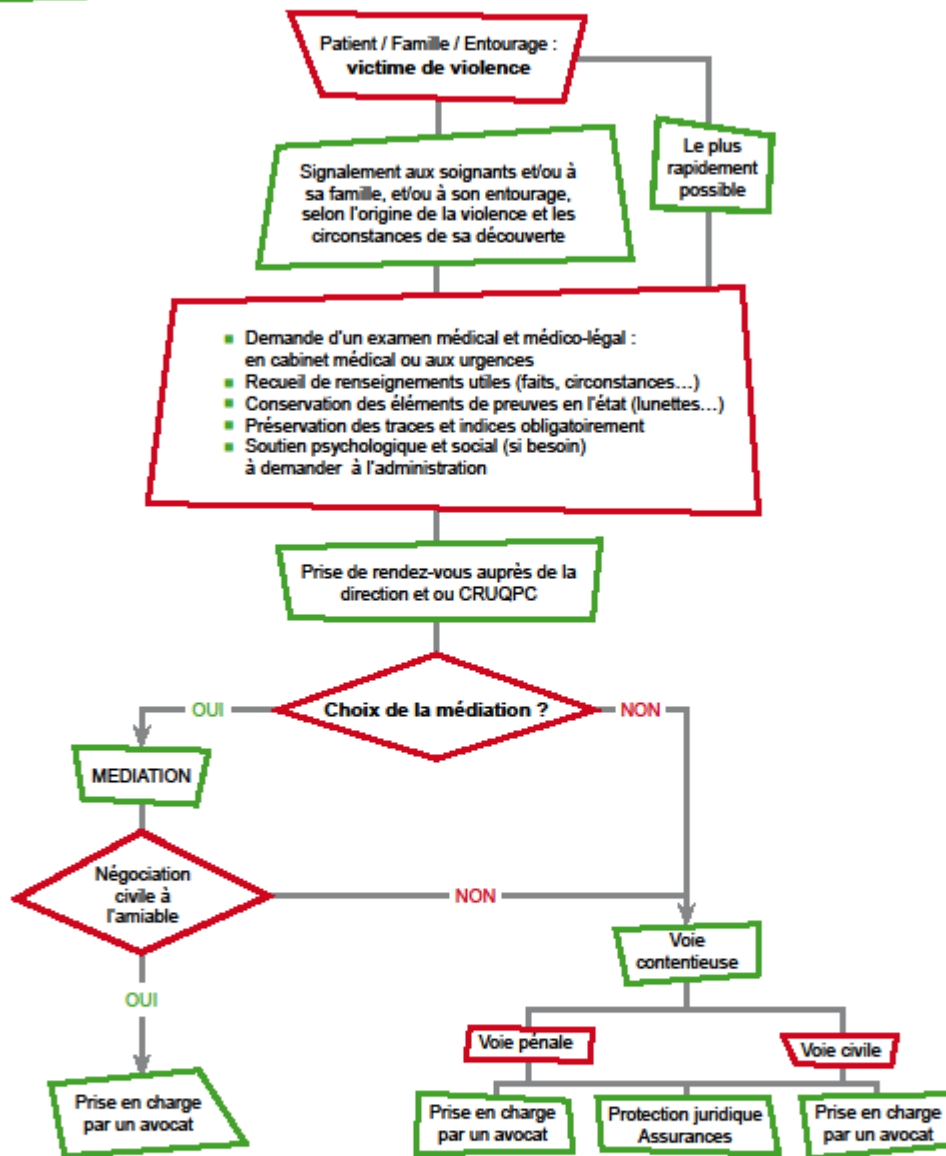 Patient / Famille / Entourage :
victime de violence
Le plus
rapidement
possible
Signalement aux soignants et/ou à
sa famille, et/ou à son entourage,
selon l'origine de la violence et les
circonstances de sa découverte
Demande d'un examen médical et médico-légal :
en cabinet médical ou aux urgences
Recueil de renseignements utiles (faits, circonstances…)
Conservation des éléments de preuves en l'état (lunettes…)
Préservation des traces et indices obligatoirement
Soutien psychologique et social (si besoin)
à demander à l'administration
Prise de rendez-vous auprès de la
direction et ou CRUQPC
Choix de la médiation ?
OUI
NON
MEDIATION
Négociation
civile à
l'amiable
NON
OUI
Voie
contentieuse
Voie pénale
Voie civile
Prise en charge
par un avocat
Prise en charge
par un avocat
Protection juridique
Assurances
Prise en charge
par un avocat